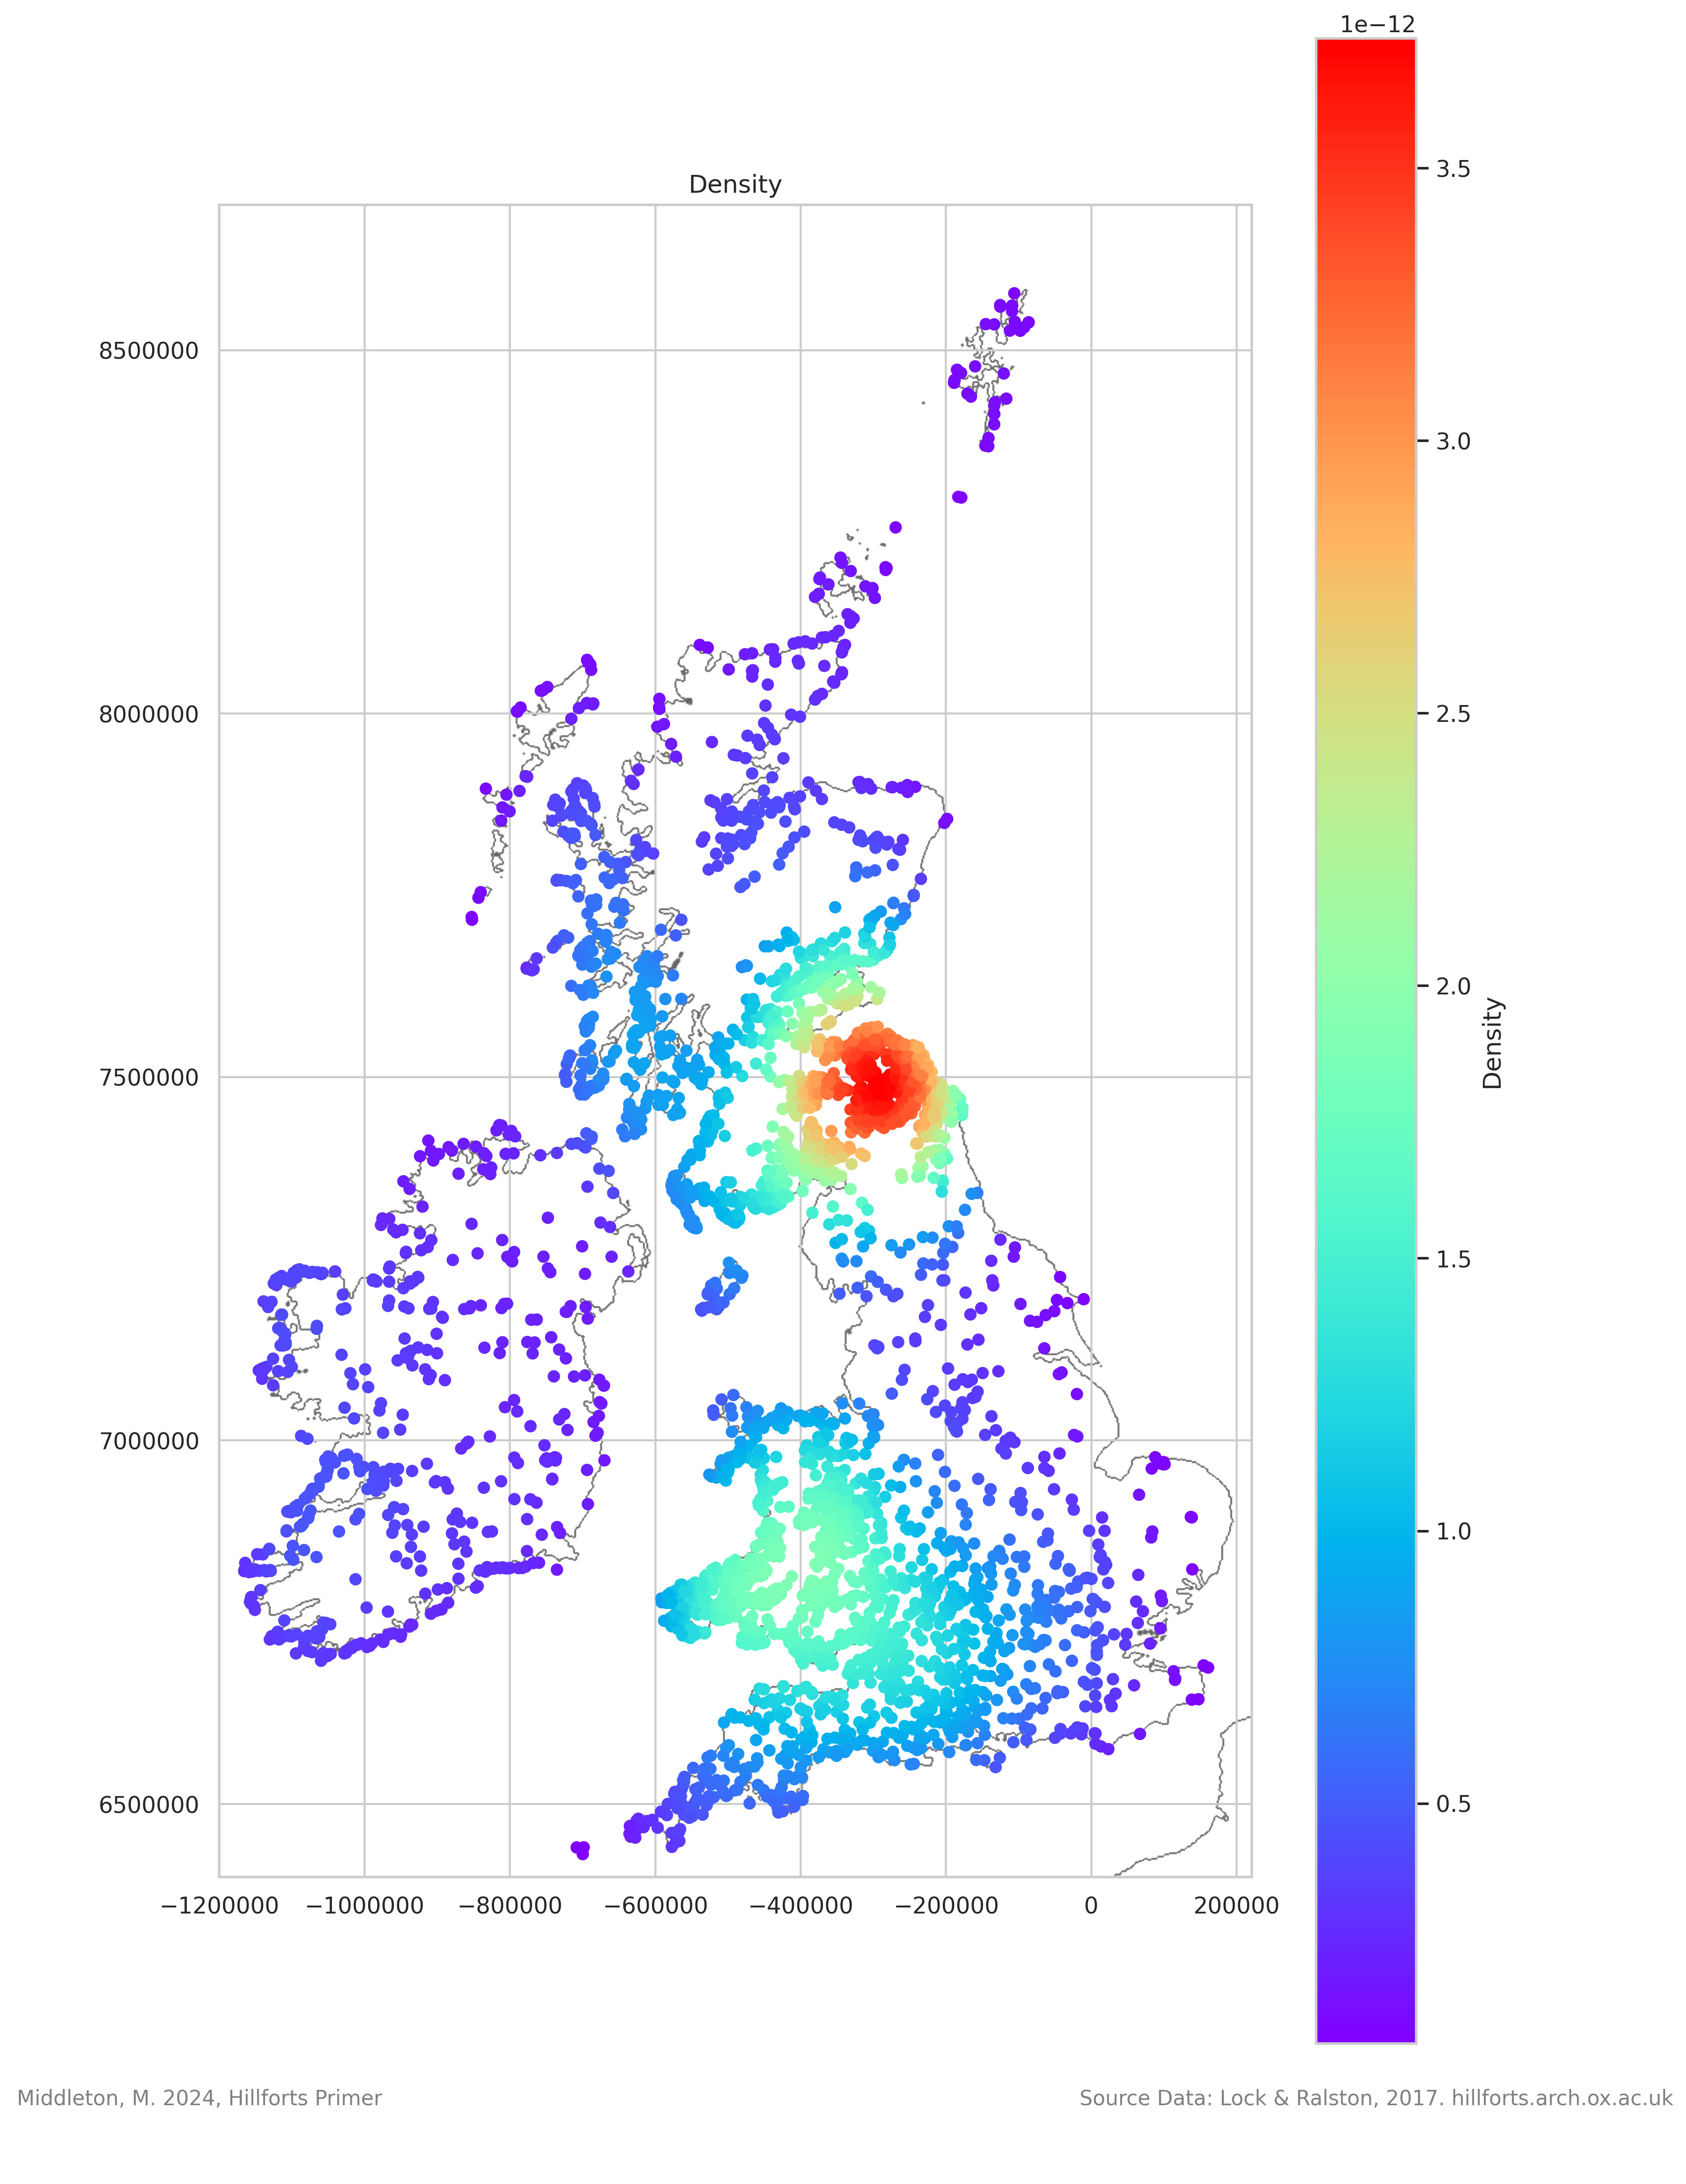 1e−12
Density
3.5
3.0
2.5
2.0
1.5
1.0
0.5
Density
8500000
8000000
7500000
7000000
6500000
−1200000 −1000000 −800000 −600000 −400000 −200000 0 200000
Middleton, M. 2024, Hillforts Primer
Source Data: Lock & Ralston, 2017. hillforts.arch.ox.ac.uk